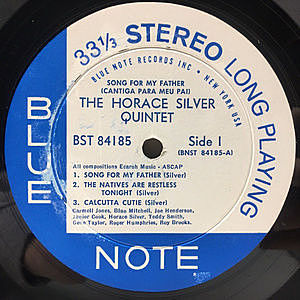 33⅓ STEREO LONG PLAYING
BLUE NOTE RECORDS INC • NEW YORK USA
SONG FOR MY FATHER
(CANTIGA PARA MEU PAI)
THE HORACE SILVER
QUINTET
BST 84185 Side 1
(BNST 84185-A)
All compositions Ecaroh Music - ASCAP
1. SONG FOR MY FATHER (Silver)
2. THE NATIVES ARE RESTLESS
TONIGHT (Silver)
3. CALCUTTA CUTIE (Silver)
Carmell Jones, Blue Mitchell, Joe Henderson,
Junior Cook, Horace Silver, Teddy Smith,
Gene Taylor, Roger Humphries, Roy Brooks.
BLUE
NOTE